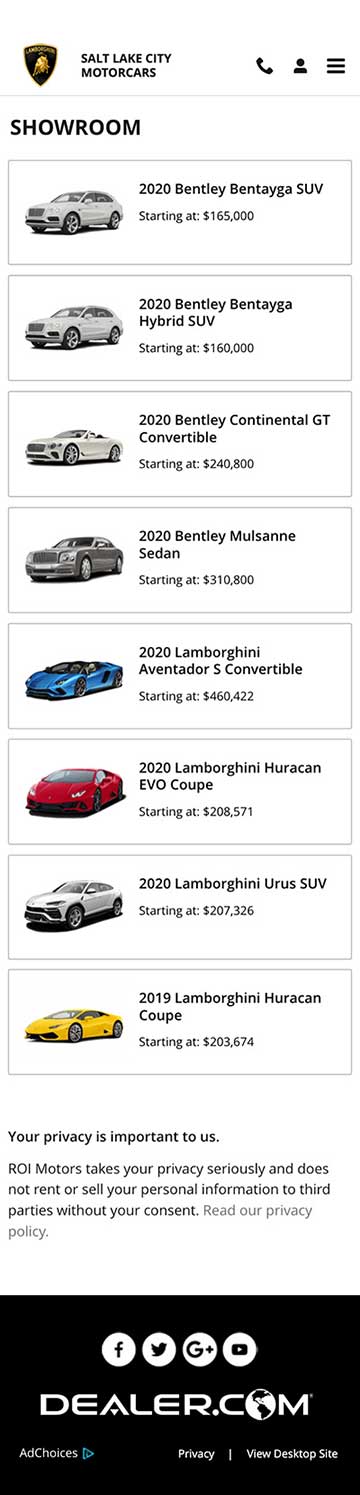 LAMBORGHINI
SALT LAKE CITY
MOTORCARS
SHOWROOM
2020 Bentley Bentayga SUV
Starting at: $165,000
2020 Bentley Bentayga
Hybrid SUV
Starting at: $160,000
2020 Bentley Continental GT
Convertible
Starting at: $240,800
2020 Bentley Mulsanne
Sedan
Starting at: $310,800
2020 Lamborghini
Aventador S Convertible
Starting at: $460,422
2020 Lamborghini Huracan
EVO Coupe
Starting at: $208,571
2020 Lamborghini Urus SUV
Starting at: $207,326
2019 Lamborghini Huracan
Coupe
Starting at: $203,674
Your privacy is important to us.
ROI Motors takes your privacy seriously and does
not rent or sell your personal information to third
parties without your consent. Read our privacy
policy.
f G+
DEALER.COM
AdChoices Privacy | View Desktop Site